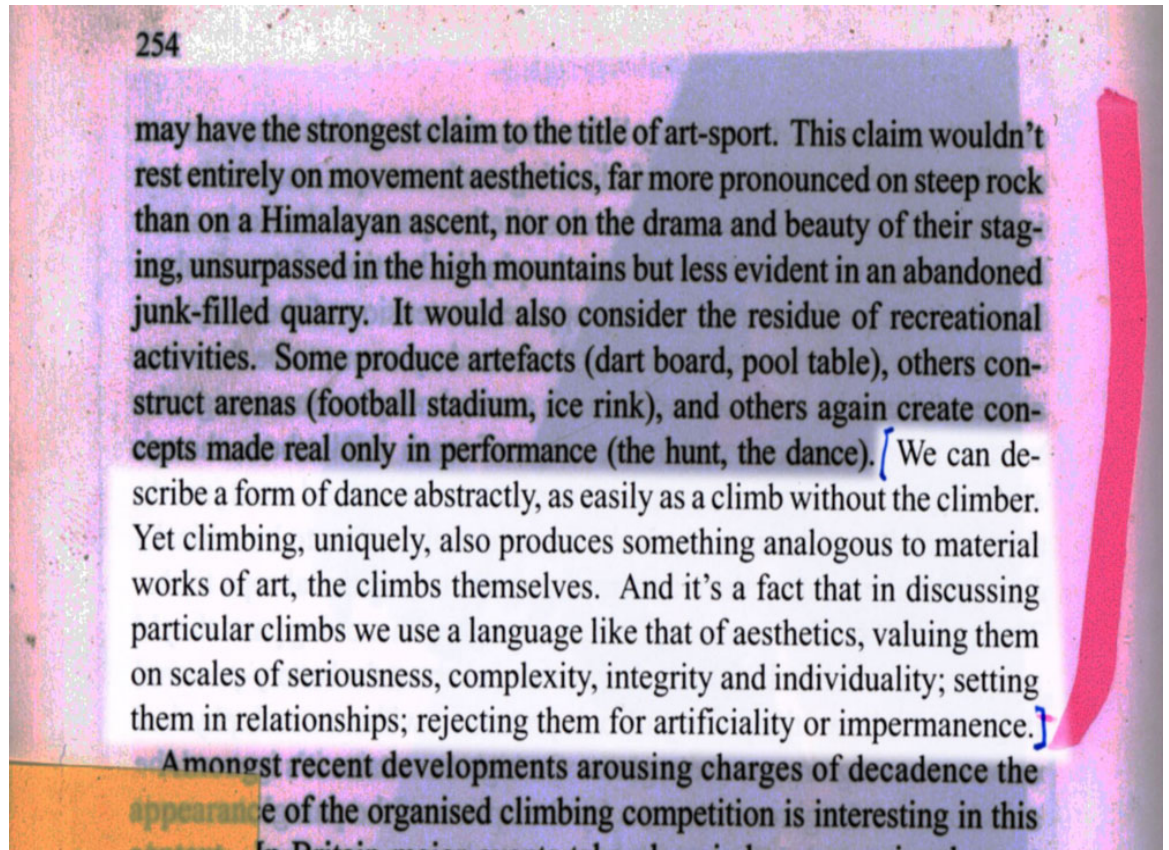 254
may have the strongest claim to the title of art-sport. This claim wouldn't
rest entirely on movement aesthetics, far more pronounced on steep rock
than on a Himalayan ascent, nor on the drama and beauty of their stag-
ing, unsurpassed in the high mountains but less evident in an abandoned
junk-filled quarry. It would also consider the residue of recreational
activities. Some produce artefacts (dart board, pool table), others con-
struct arenas (football stadium, ice rink), and others again create con-
cepts made real only in performance (the hunt, the dance). [We can de-
scribe a form of dance abstractly, as easily as a climb without the climber.
Yet climbing, uniquely, also produces something analogous to material
works of art, the climbs themselves. And it's a fact that in discussing
particular climbs we use a language like that of aesthetics, valuing them
on scales of seriousness, complexity, integrity and individuality; setting
them in relationships; rejecting them for artificiality or impermanence.]
Amongst recent developments arousing charges of decadence the
appearance of the organised climbing competition is interesting in this